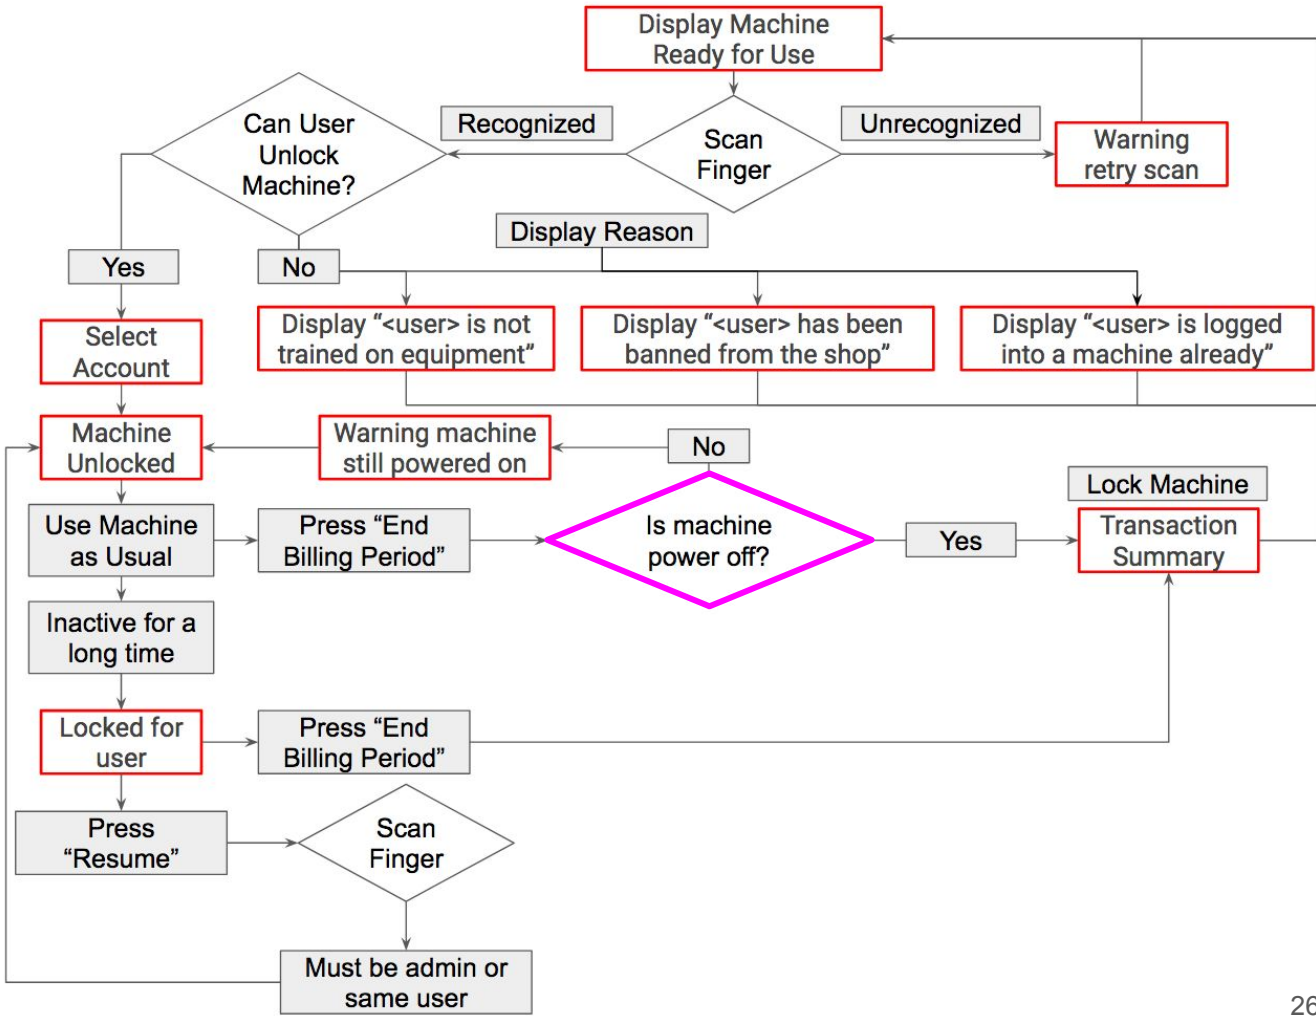 Display Machine
Ready for Use
Can User
Unlock
Machine?
Recognized
Scan
Finger
Unrecognized
Warning
retry scan
Display Reason
Yes
No
Select
Account
Display “<user> is not
trained on equipment”
Display “<user> has been
banned from the shop”
Display “<user> is logged
into a machine already”
Machine
Unlocked
Warning machine
still powered on
No
Lock Machine
Use Machine
as Usual
Press “End
Billing Period”
Is machine
power off?
Yes
Transaction
Summary
Inactive for a
long time
Locked for
user
Press “End
Billing Period”
Press
“Resume”
Scan
Finger
Must be admin or
same user
26